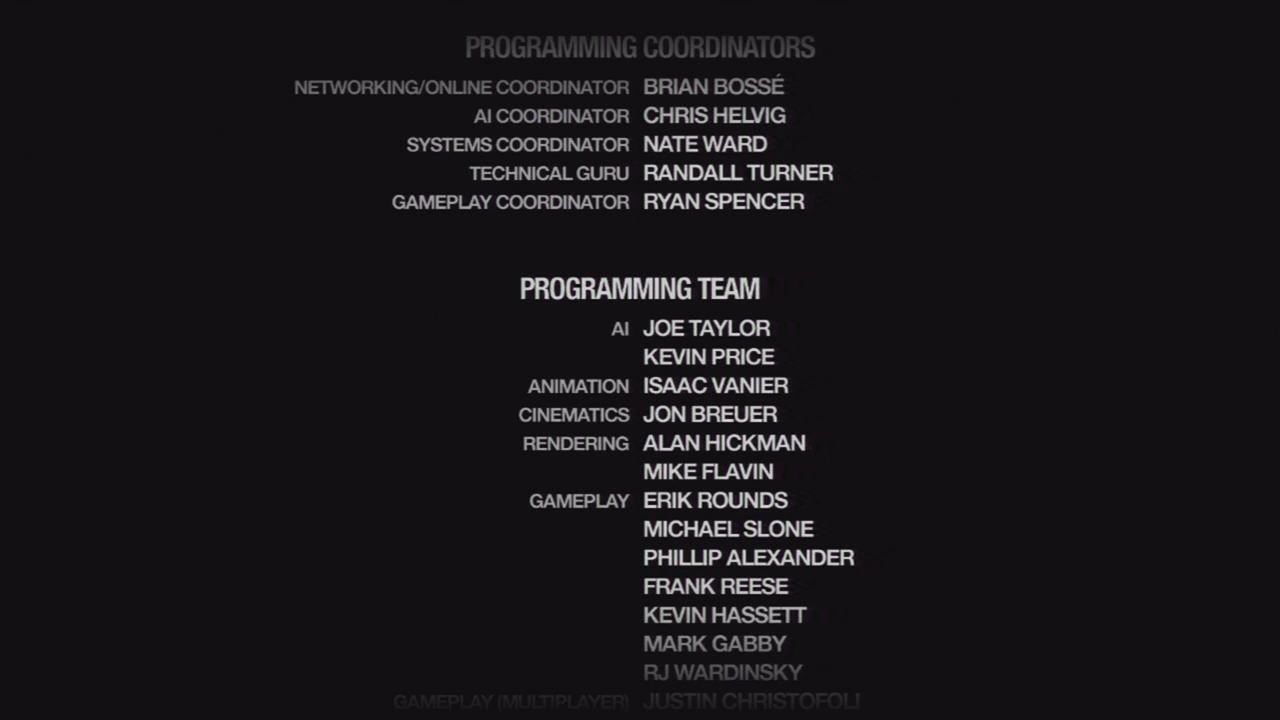 PROGRAMMING COORDINATORS
NETWORKING/ONLINE COORDINATOR BRIAN BOSSÉ
AI COORDINATOR CHRIS HELVIG
SYSTEMS COORDINATOR NATE WARD
TECHNICAL GURU RANDALL TURNER
GAMEPLAY COORDINATOR RYAN SPENCER
PROGRAMMING TEAM
AI JOE TAYLOR
KEVIN PRICE
ANIMATION ISAAC VANIER
CINEMATICS JON BREUER
RENDERING ALAN HICKMAN
MIKE FLAVIN
GAMEPLAY ERIK ROUNDS
MICHAEL SLONE
PHILLIP ALEXANDER
FRANK REESE
KEVIN HASSETT
MARK GABBY
RJ WARDINSKY
GAMEPLAY (MULTIPLAYER) JUSTIN CHRISTOFOLI